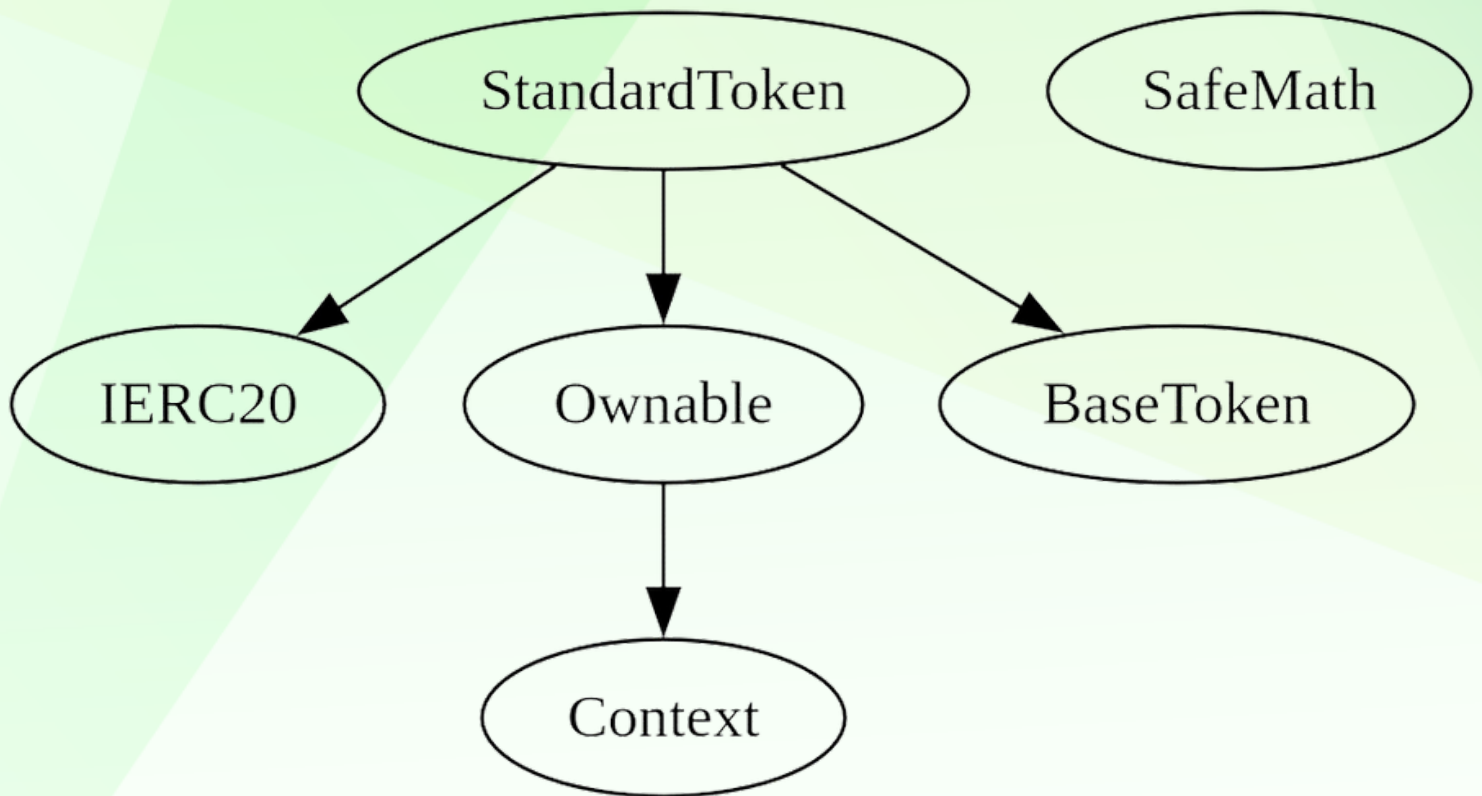 StandardToken
SafeMath
IERC20
Ownable
BaseToken
Context